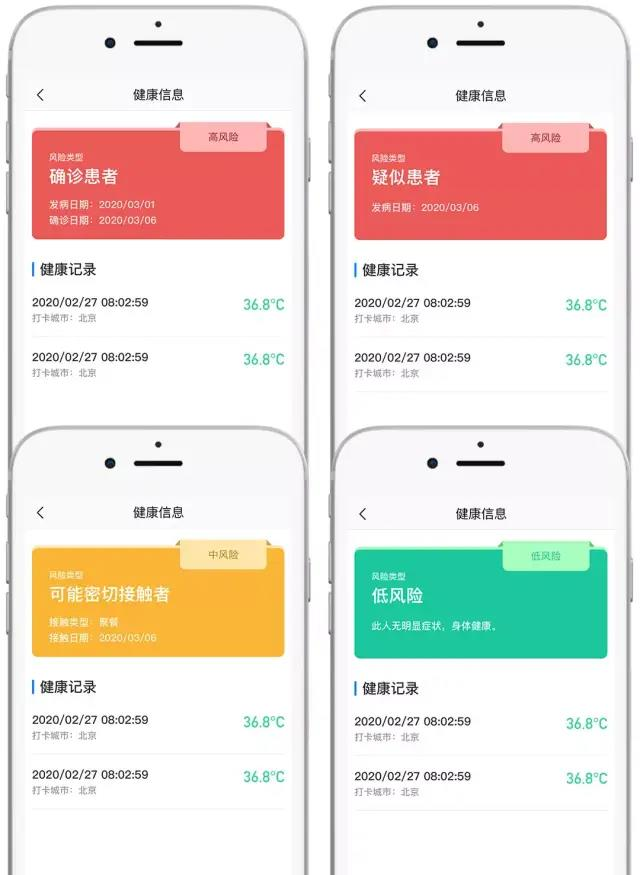 健康信息
高风险
风险类型
确诊患者
发病日期：2020/03/01
确诊日期：2020/03/06
健康记录
2020/02/27 08:02:59
36.8°C
打卡城市：北京
2020/02/27 08:02:59
36.8°C
打卡城市：北京
健康信息
高风险
风险类型
疑似患者
发病日期：2020/03/06
健康记录
2020/02/27 08:02:59
36.8°C
打卡城市：北京
2020/02/27 08:02:59
36.8°C
打卡城市：北京
健康信息
中风险
风险类型
可能密切接触者
接触类型：聚餐
接触日期：2020/03/06
健康记录
2020/02/27 08:02:59
36.8°C
打卡城市：北京
2020/02/27 08:02:59
36.8°C
打卡城市：北京
健康信息
低风险
风险类型
低风险
此人无明显症状，身体健康。
健康记录
2020/02/27 08:02:59
36.8°C
打卡城市：北京
2020/02/27 08:02:59
36.8°C
打卡城市：北京